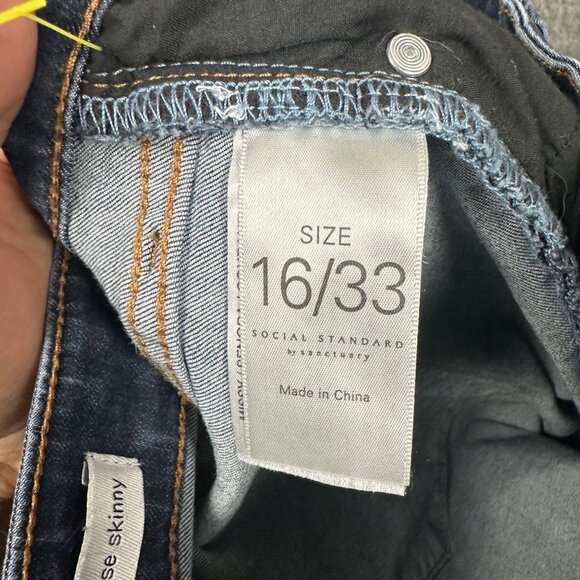 SIZE
16/33
SOCIAL STANDARD
by sanctuary
Made in China
skinny